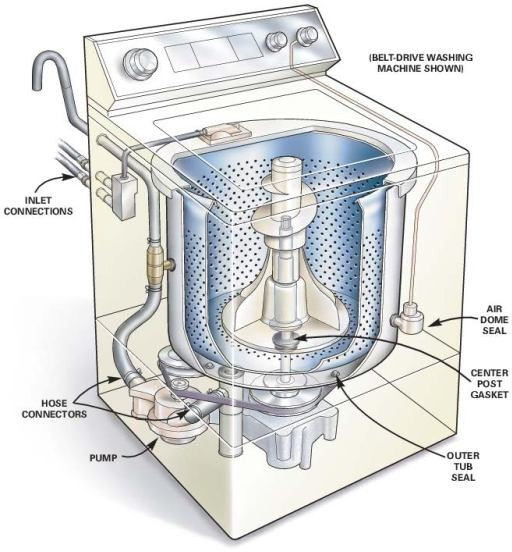 (BELT-DRIVE WASHING
MACHINE SHOWN)
INLET
CONNECTIONS
AIR
DOME
SEAL
CENTER
POST
GASKET
HOSE
CONNECTORS
PUMP
OUTER
TUB
SEAL